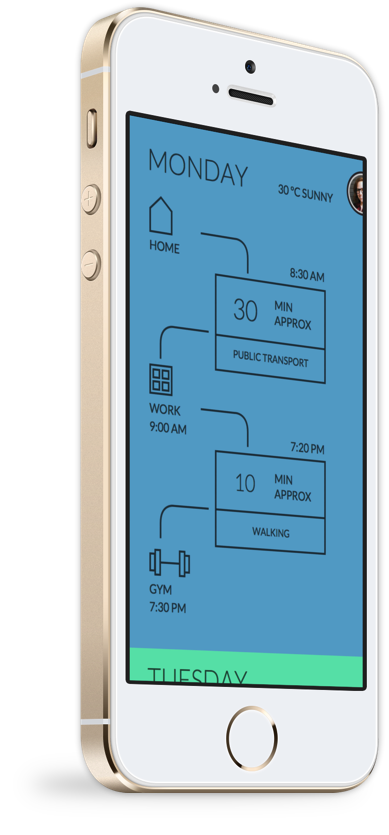 MONDAY
30 °C SUNNY
HOME
8:30 AM
30 MIN
APPROX
PUBLIC TRANSPORT
WORK
9:00 AM
7:20 PM
10 MIN
APPROX
WALKING
GYM
7:30 PM
TUESDAY